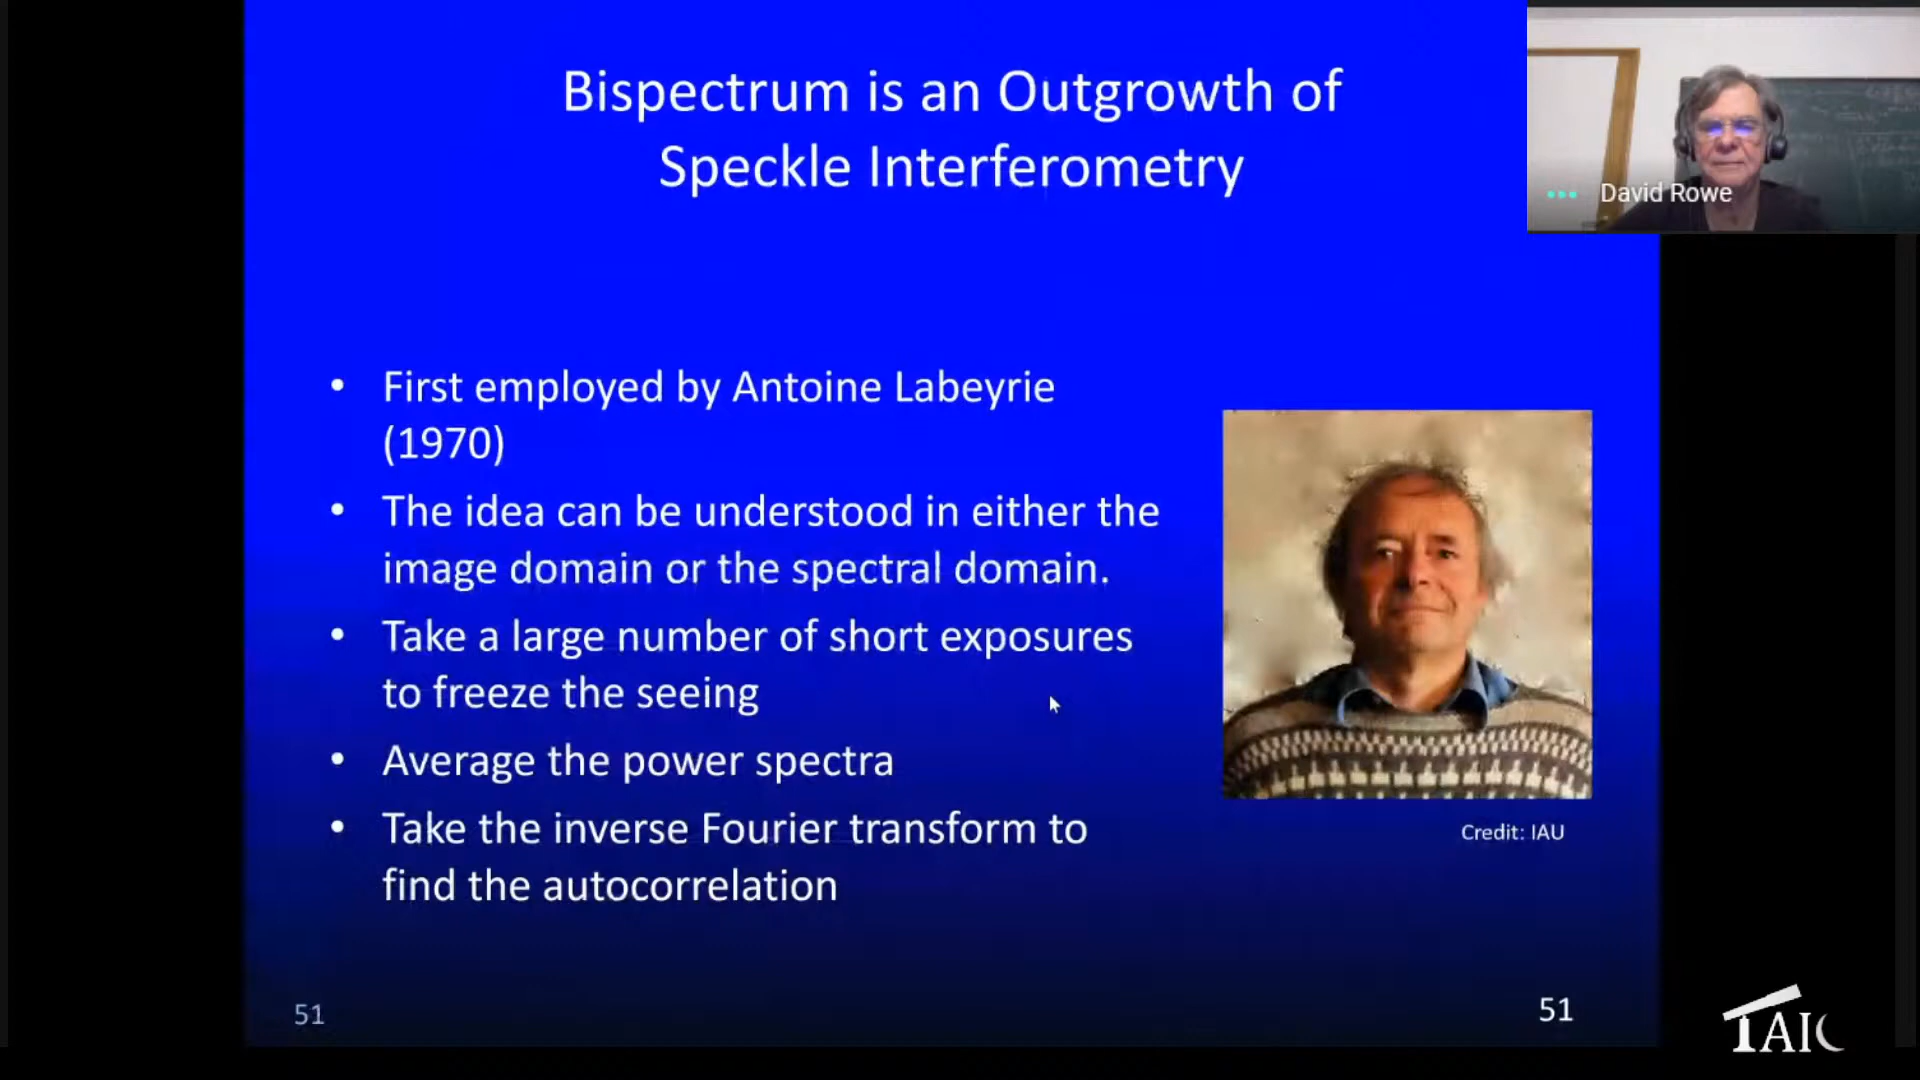 Bispectrum is an Outgrowth of
Speckle Interferometry
David Rowe
• First employed by Antoine Labeyrie
(1970)
• The idea can be understood in either the
image domain or the spectral domain.
• Take a large number of short exposures
to freeze the seeing
• Average the power spectra
• Take the inverse Fourier transform to
find the autocorrelation
Credit: IAU
51
51
TAIC